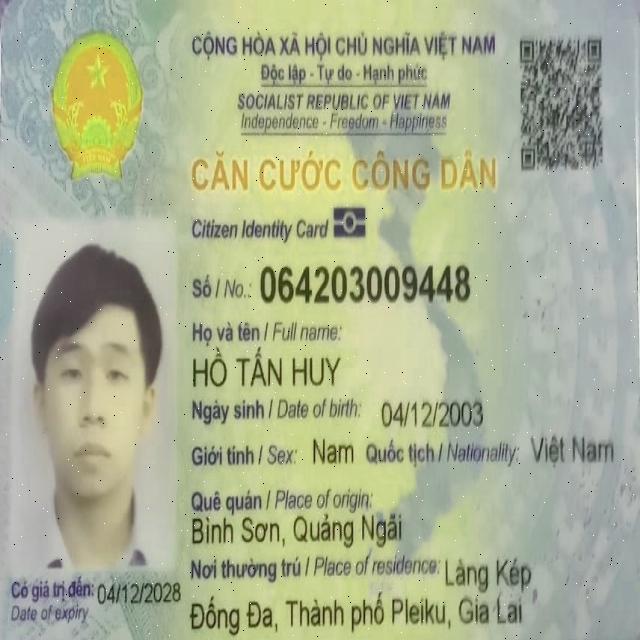 CỘNG HÒA XÃ HỘI CHỦ NGHĨA VIỆT NAM
Độc lập - Tự do - Hạnh phúc
SOCIALIST REPUBLIC OF VIET NAM
Independence - Freedom - Happiness
CĂN CƯỚC CÔNG DÂN
Citizen Identity Card
Số / No.: 064203009448
Họ và tên / Full name:
HỒ TẤN HUY
Ngày sinh / Date of birth: 04/12/2003
Giới tính / Sex: Nam Quốc tịch / Nationality: Việt Nam
Quê quán / Place of origin:
Bình Sơn, Quảng Ngãi
Nơi thường trú / Place of residence: Làng Kép
Đống Đa, Thành phố Pleiku, Gia Lai
Có giá trị đến: 04/12/2028
Date of expiry